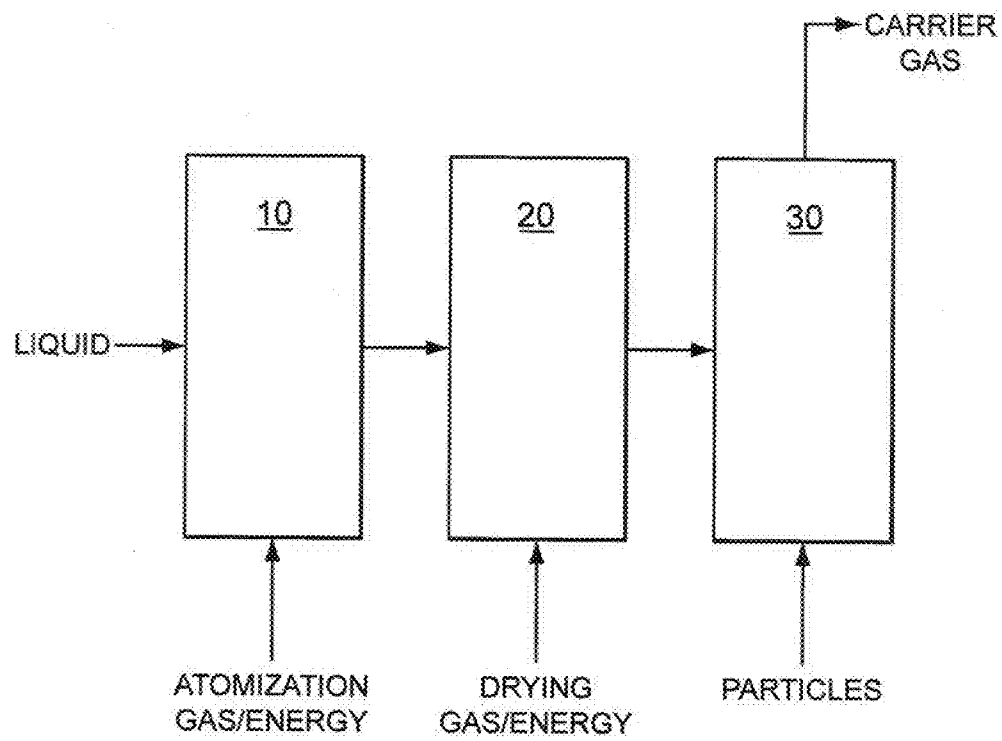 CARRIER
GAS
10
20
30
LIQUID
ATOMIZATION
GAS/ENERGY
DRYING
GAS/ENERGY
PARTICLES